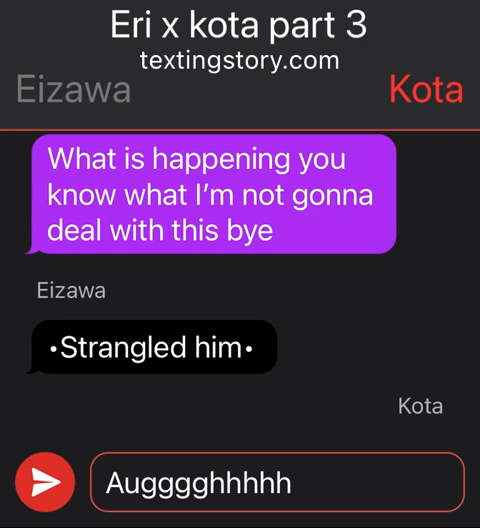 Eri x kota part 3
textingstory.com
Eizawa
Kota
What is happening you
know what I’m not gonna
deal with this bye
Eizawa
•Strangled him•
Kota
Augggghhhhh